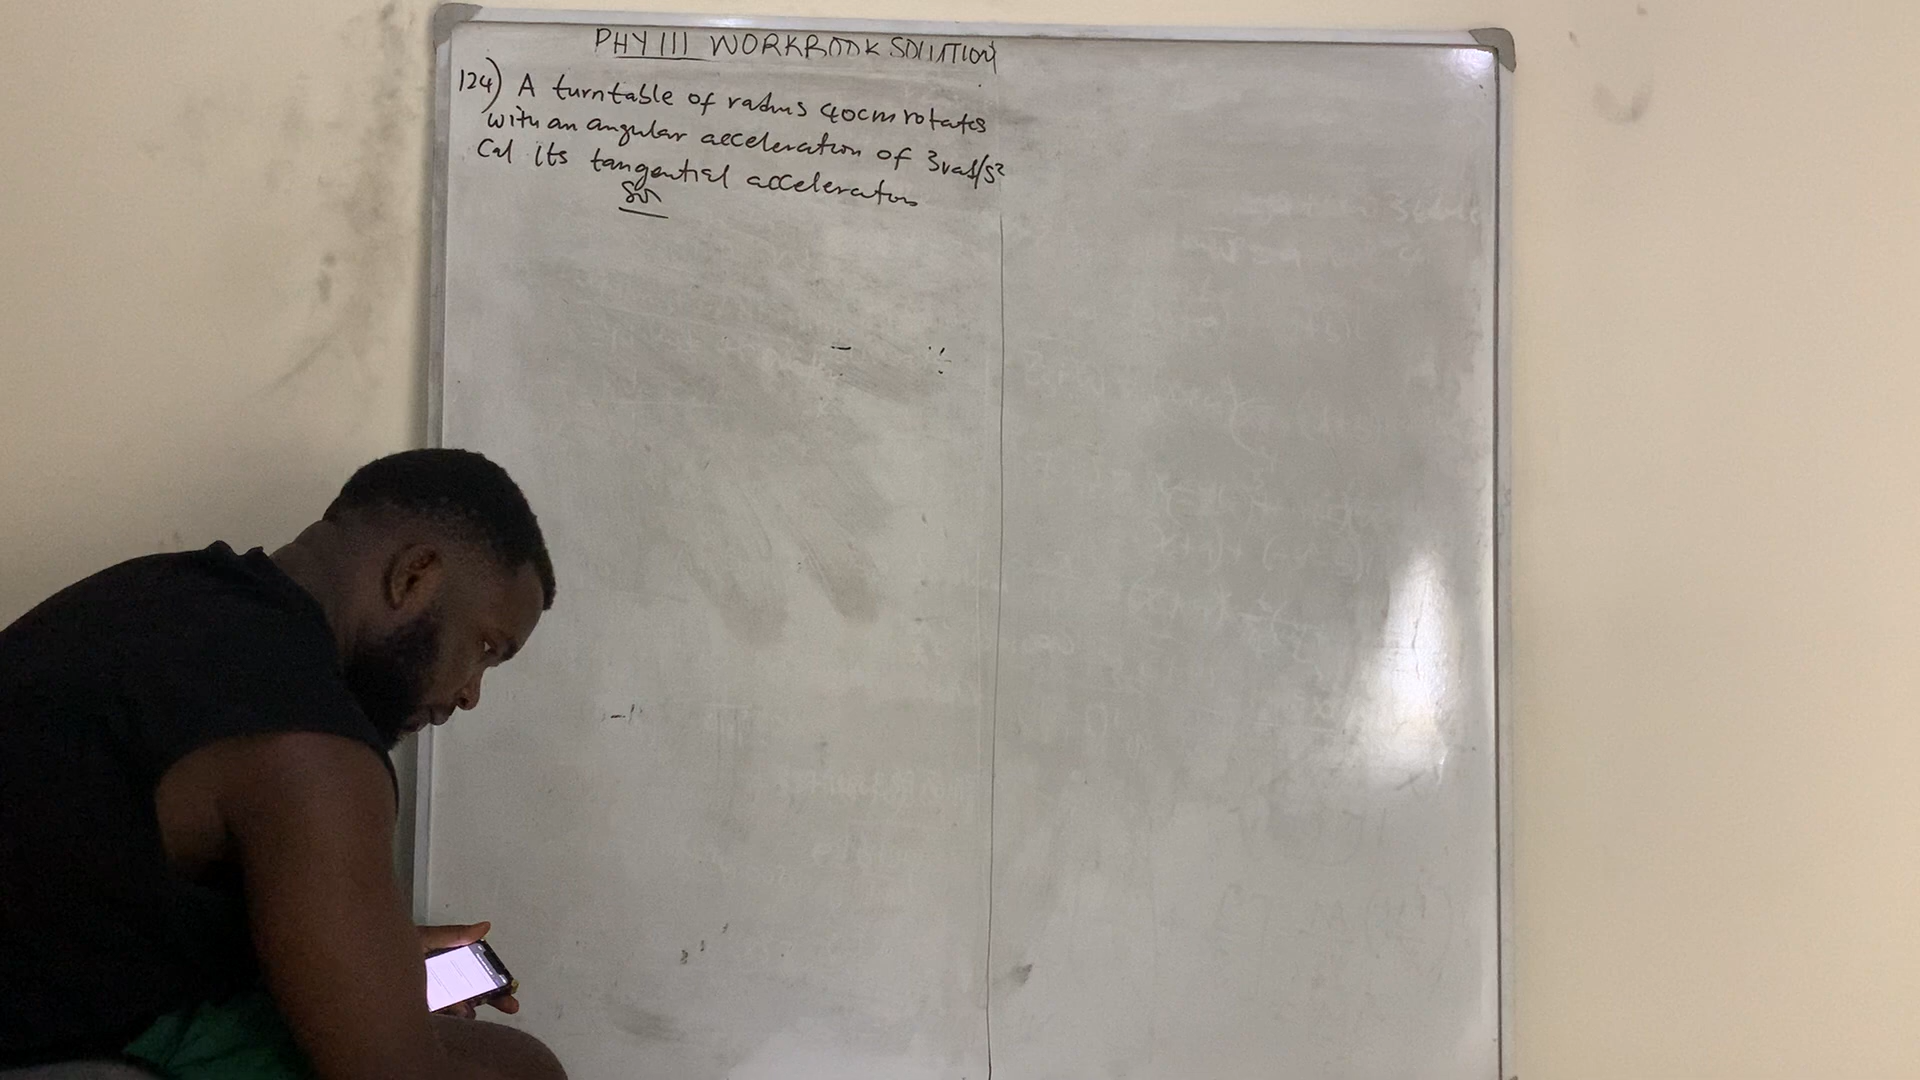 PHY 111 WORKBOOK SOLUTION
124) A turntable of radius 40cm rotates
with an angular acceleration of 3rad/s²
Cal its tangential acceleration
Soln